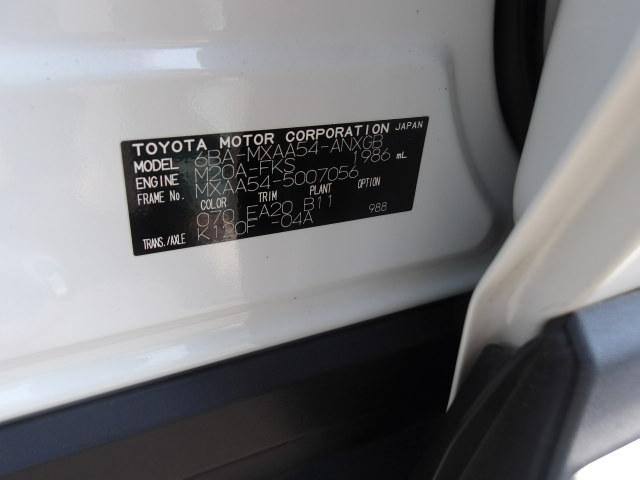 TOYOTA MOTOR CORPORATION JAPAN
MODEL 6BA-MXAA54-ANXGB
ENGINE M20A-FKS 1986 mL
FRAME No. MXAA54-5007056
COLOR TRIM PLANT OPTION
070 EA20 B11 988
TRANS./AXLE K120F -04A